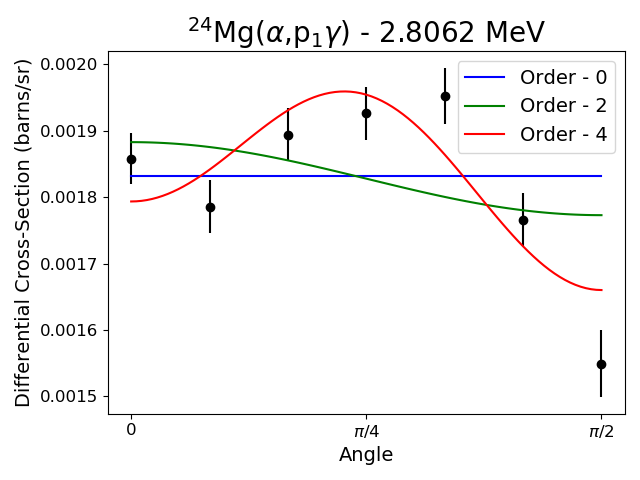 ²⁴Mg(α,p₁γ) - 2.8062 MeV
Differential Cross-Section (barns/sr)
0.0020
0.0019
0.0018
0.0017
0.0016
0.0015
Order - 0
Order - 2
Order - 4
0
π/4
π/2
Angle